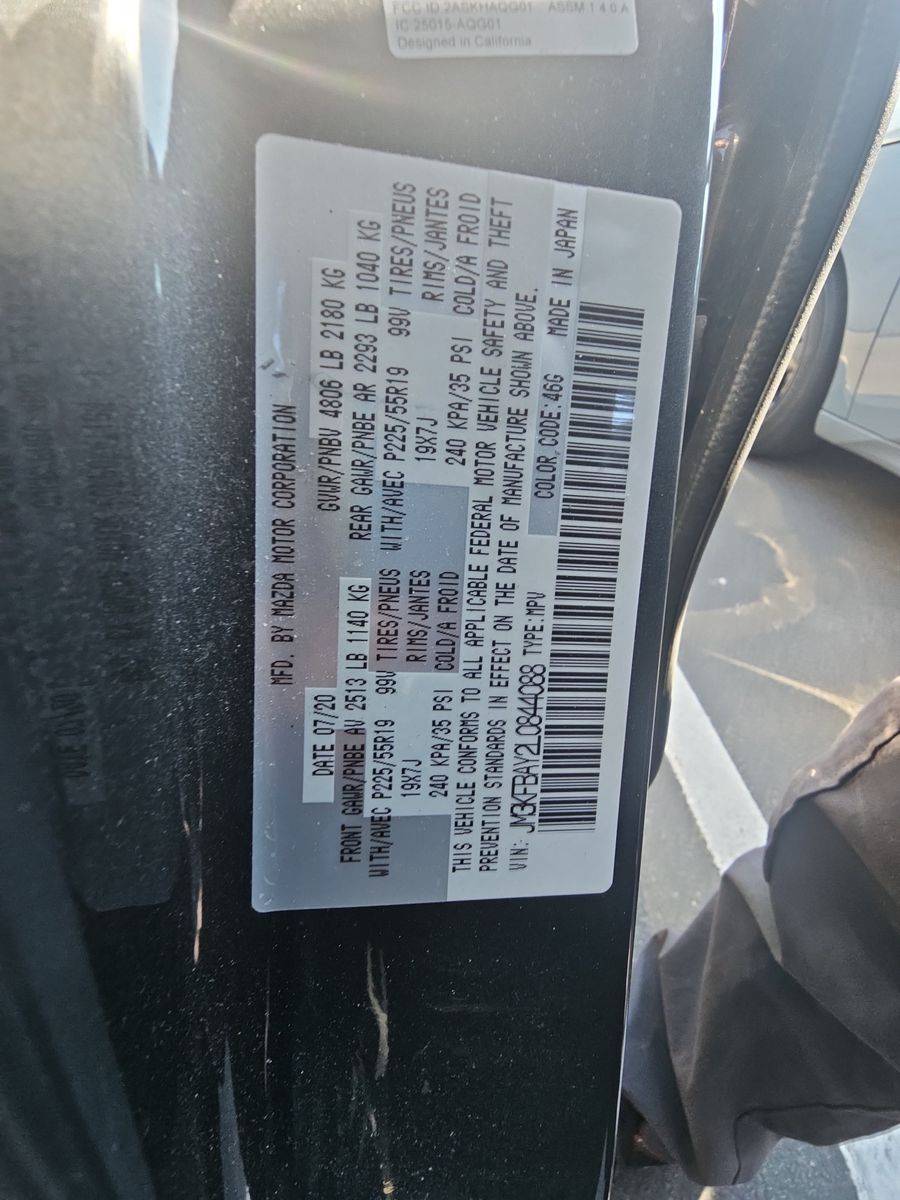 FCC ID 2ASKHAQG01 ASSM 1 4 0 A
IC 25015-AQG01
Designed in California
MFD. BY MAZDA MOTOR CORPORATION
DATE 07/20 GVWR/PNBV 4806 LB 2180 KG
FRONT GAWR/PNBE AV 2513 LB 1140 KG REAR GAWR/PNBE AR 2293 LB 1040 KG
WITH/AVEC P225/55R19 99V TIRES/PNEUS WITH/AVEC P225/55R19 99V TIRES/PNEUS
19X7J RIMS/JANTES 19X7J RIMS/JANTES
240 KPA/35 PSI COLD/A FROID 240 KPA/35 PSI COLD/A FROID
THIS VEHICLE CONFORMS TO ALL APPLICABLE FEDERAL MOTOR VEHICLE SAFETY AND THEFT
PREVENTION STANDARDS IN EFFECT ON THE DATE OF MANUFACTURE SHOWN ABOVE.
VIN: JM3KFBAY2L0844088 TYPE:MPV COLOR CODE:46G MADE IN JAPAN